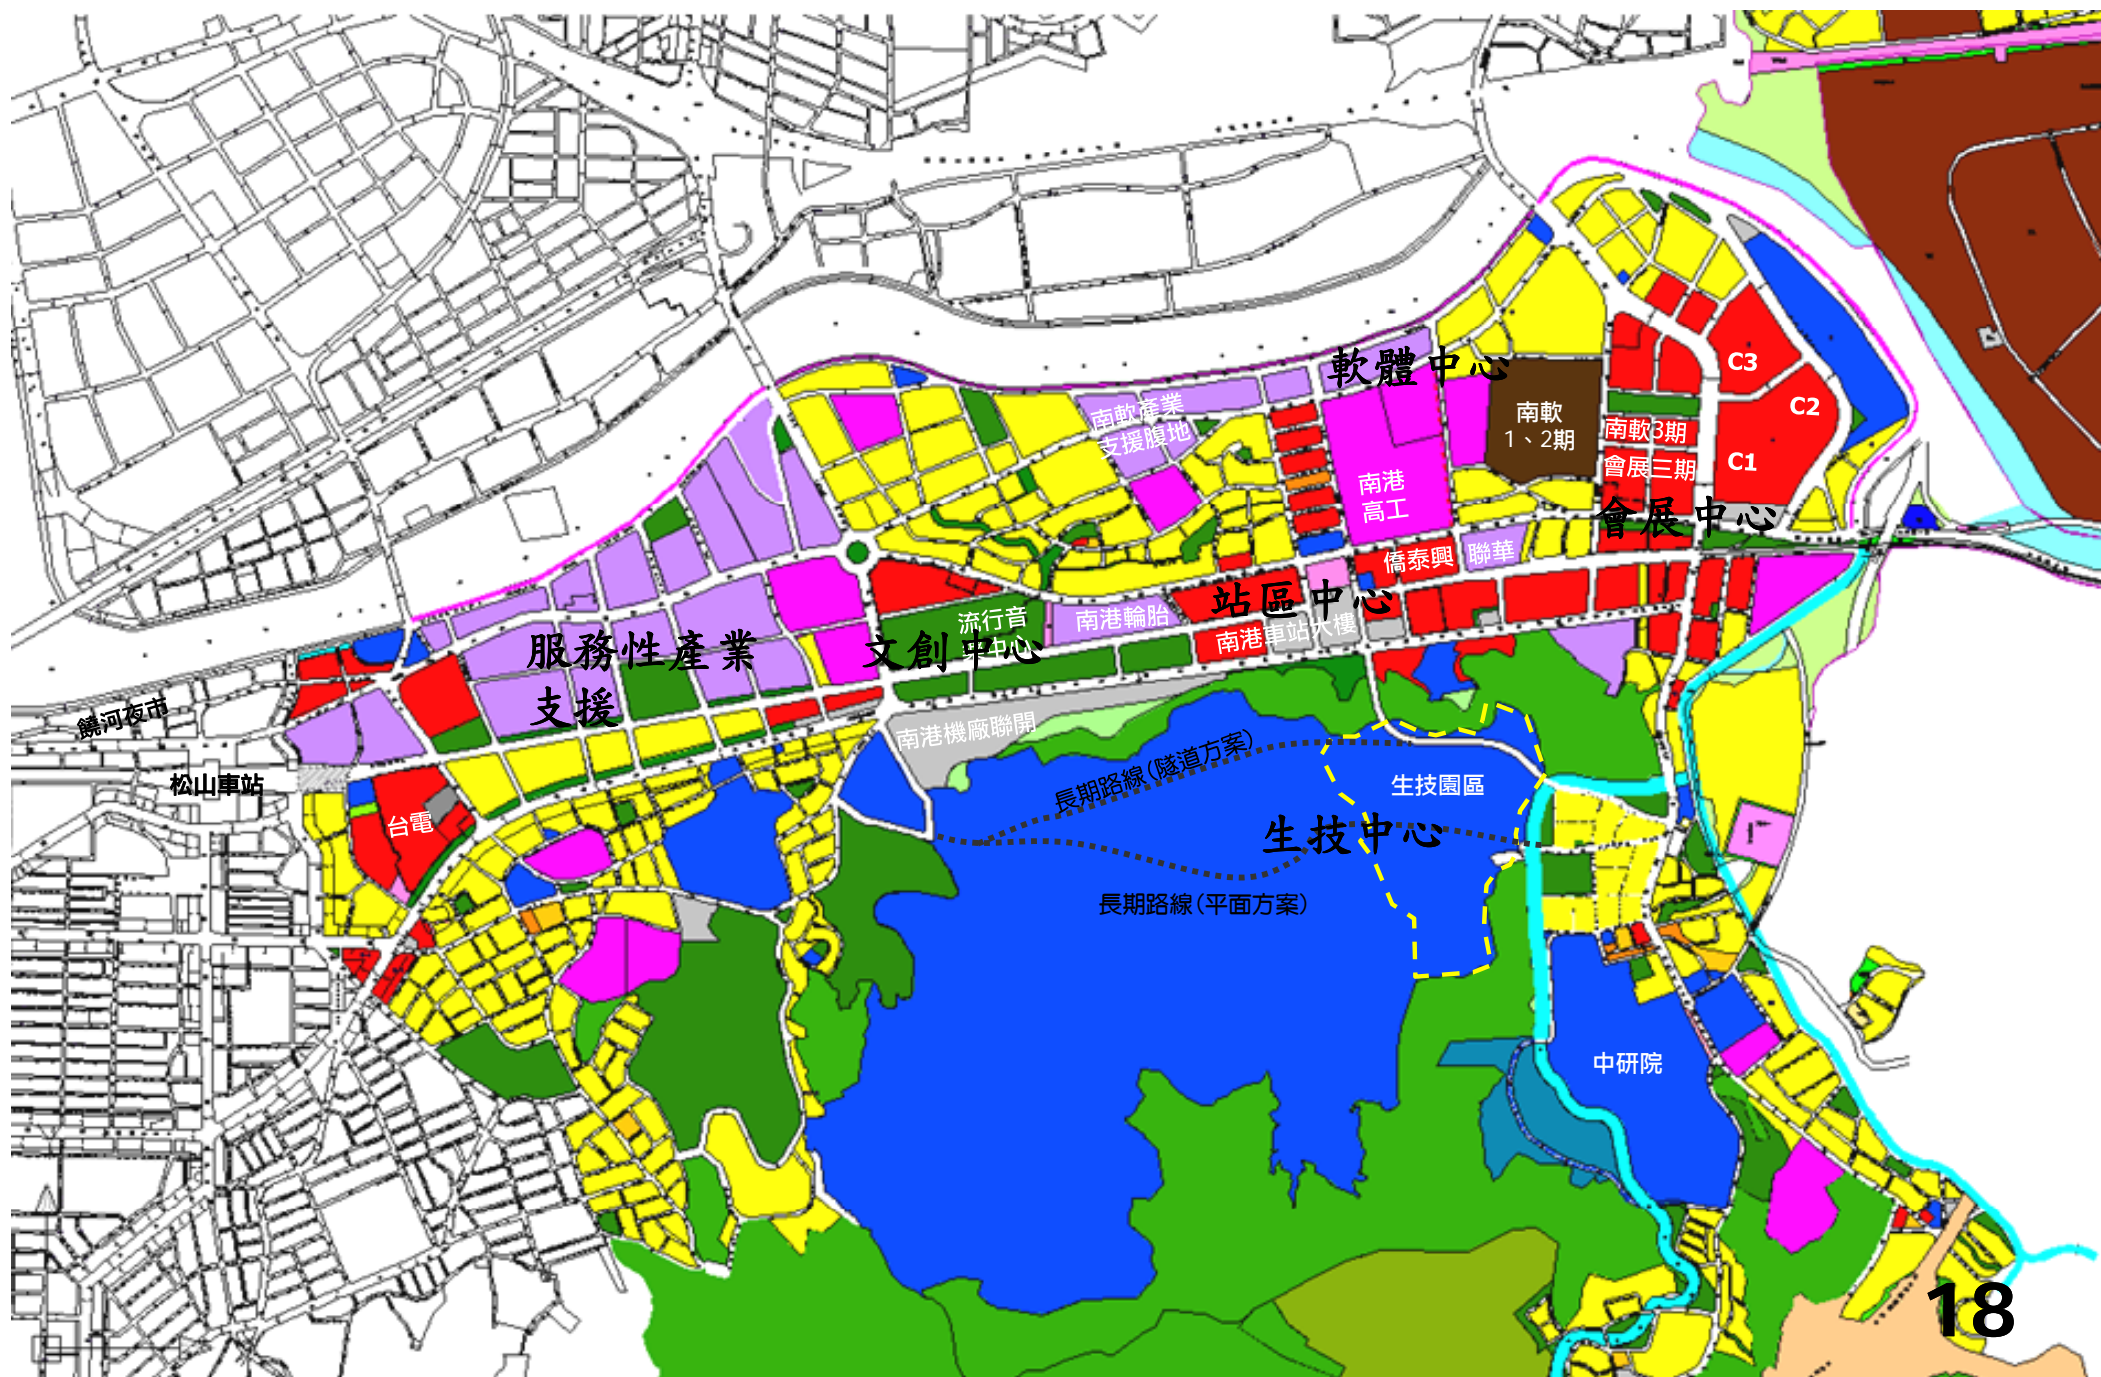 軟體中心
C3
南軟產業
支援腹地
南軟
1、2期
C2
南軟3期
會展三期
C1
南港
高工
會展中心
僑泰興
聯華
站區中心
流行音
樂中心
南港輪胎
南港車站大樓
服務性產業
支援
文創中心
饒河夜市
南港機廠聯開
松山車站
長期路線(隧道方案)
生技園區
台電
生技中心
長期路線(平面方案)
中研院
18